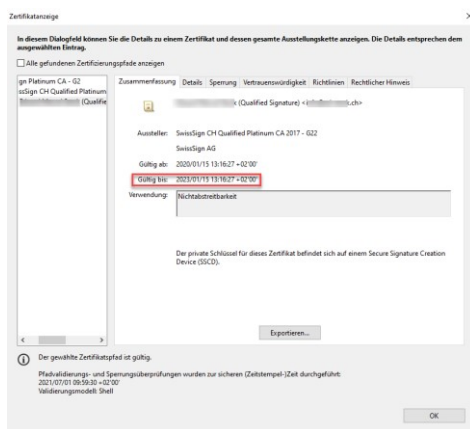 Zertifikatanzeige
In diesem Dialogfeld können Sie die Details zu einem Zertifikat und dessen gesamte Ausstellungskette anzeigen. Die Details entsprechen dem
ausgewählten Eintrag.
Alle gefundenen Zertifizierungspfade anzeigen
gn Platinum CA - G2
ssSign CH Qualified Platinum
(Qualifie
Zusammenfassung Details Sperrung Vertrauenswürdigkeit Richtlinien Rechtlicher Hinweis
(Qualified Signature) < .ch>
Aussteller: SwissSign CH Qualified Platinum CA 2017 - G22
SwissSign AG
Gültig ab: 2020/01/15 13:16:27 +02'00'
Gültig bis: 2023/01/15 13:16:27 +02'00'
Verwendung: Nichtabstreitbarkeit
Der private Schlüssel für dieses Zertifikat befindet sich auf einem Secure Signature Creation
Device (SSCD).
Exportieren...
Der gewählte Zertifikatspfad ist gültig.
Pfadvalidierungs- und Sperrungsüberprüfungen wurden zur sicheren (Zeitstempel-)Zeit durchgeführt:
2021/07/01 09:59:30 +02'00'
Validierungsmodell: Shell
OK